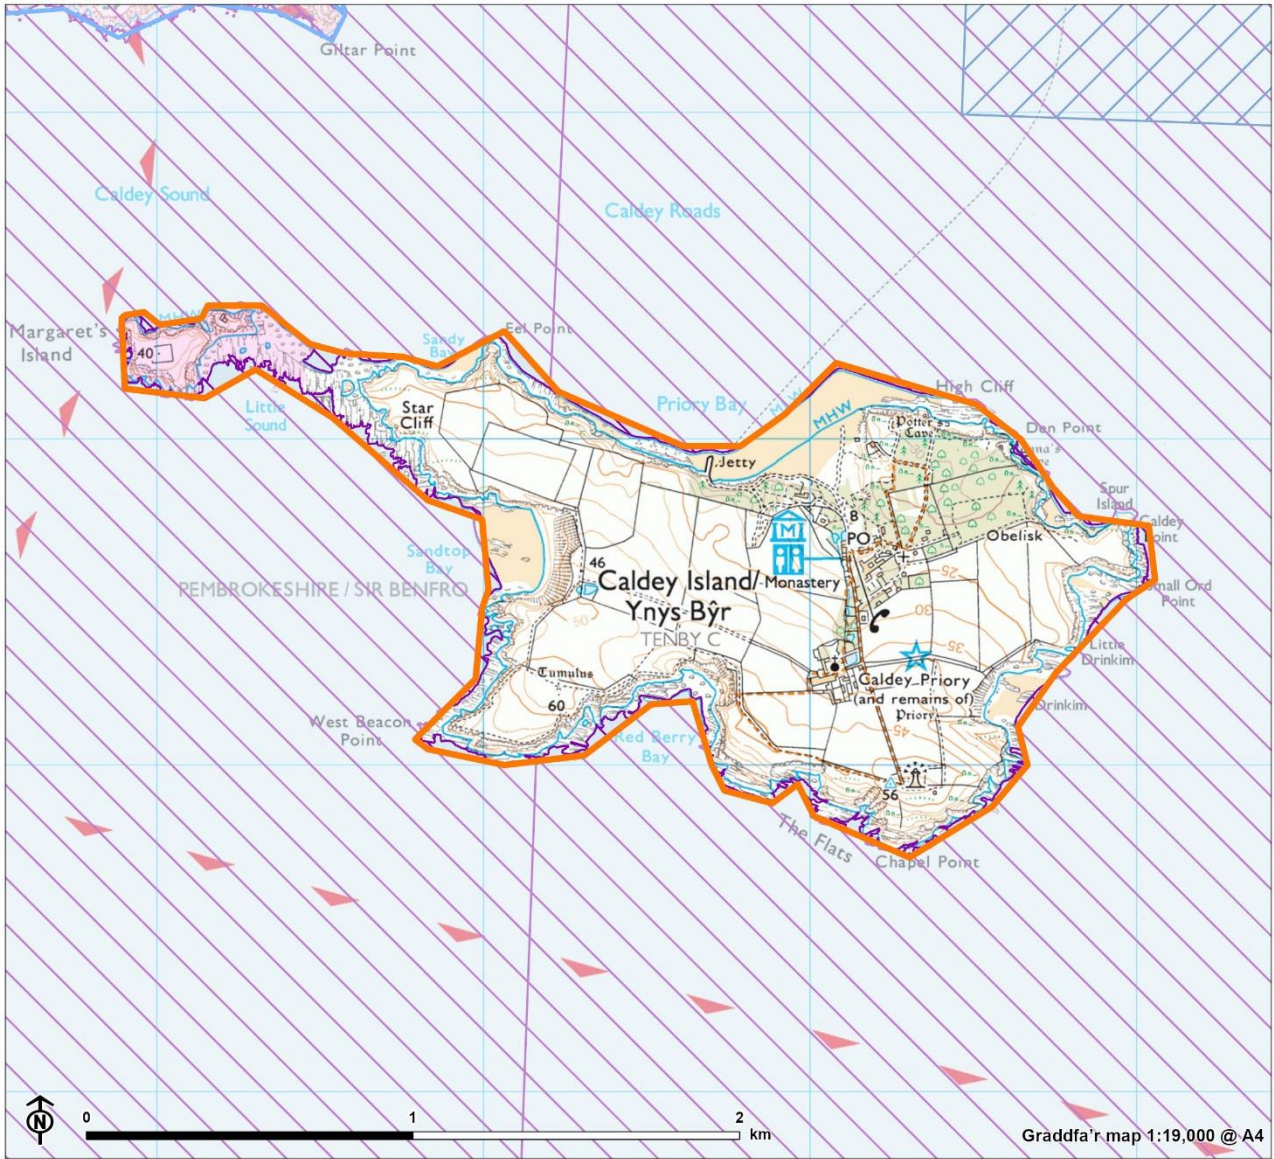 Giltar Point
Caldey Sound
Caldey Roads
Margaret's
Island
MHW
40
Sandy
Bay
Eel Point
Little
Sound
Star
Cliff
Priory Bay
MLW
MHW
High Cliff
Potter's
Cave
Den Point
Jetty
Spur
Island
Caldey
Point
Sandtop
Bay
8
PO
Obelisk
46
M
25
PEMBROKESHIRE / SIR BENFRO
Caldey Island/
Ynys Bŷr
Monastery
Small Ord
Point
50
30
TENBY C
35
Little
Drinkim
Tumulus
60
Caldey Priory
(and remains of)
Priory
Drinkim
45
West Beacon
Point
Red Berry
Bay
56
The Flats
Chapel Point
N
0 1 2
km
Graddfa'r map 1:19,000 @ A4